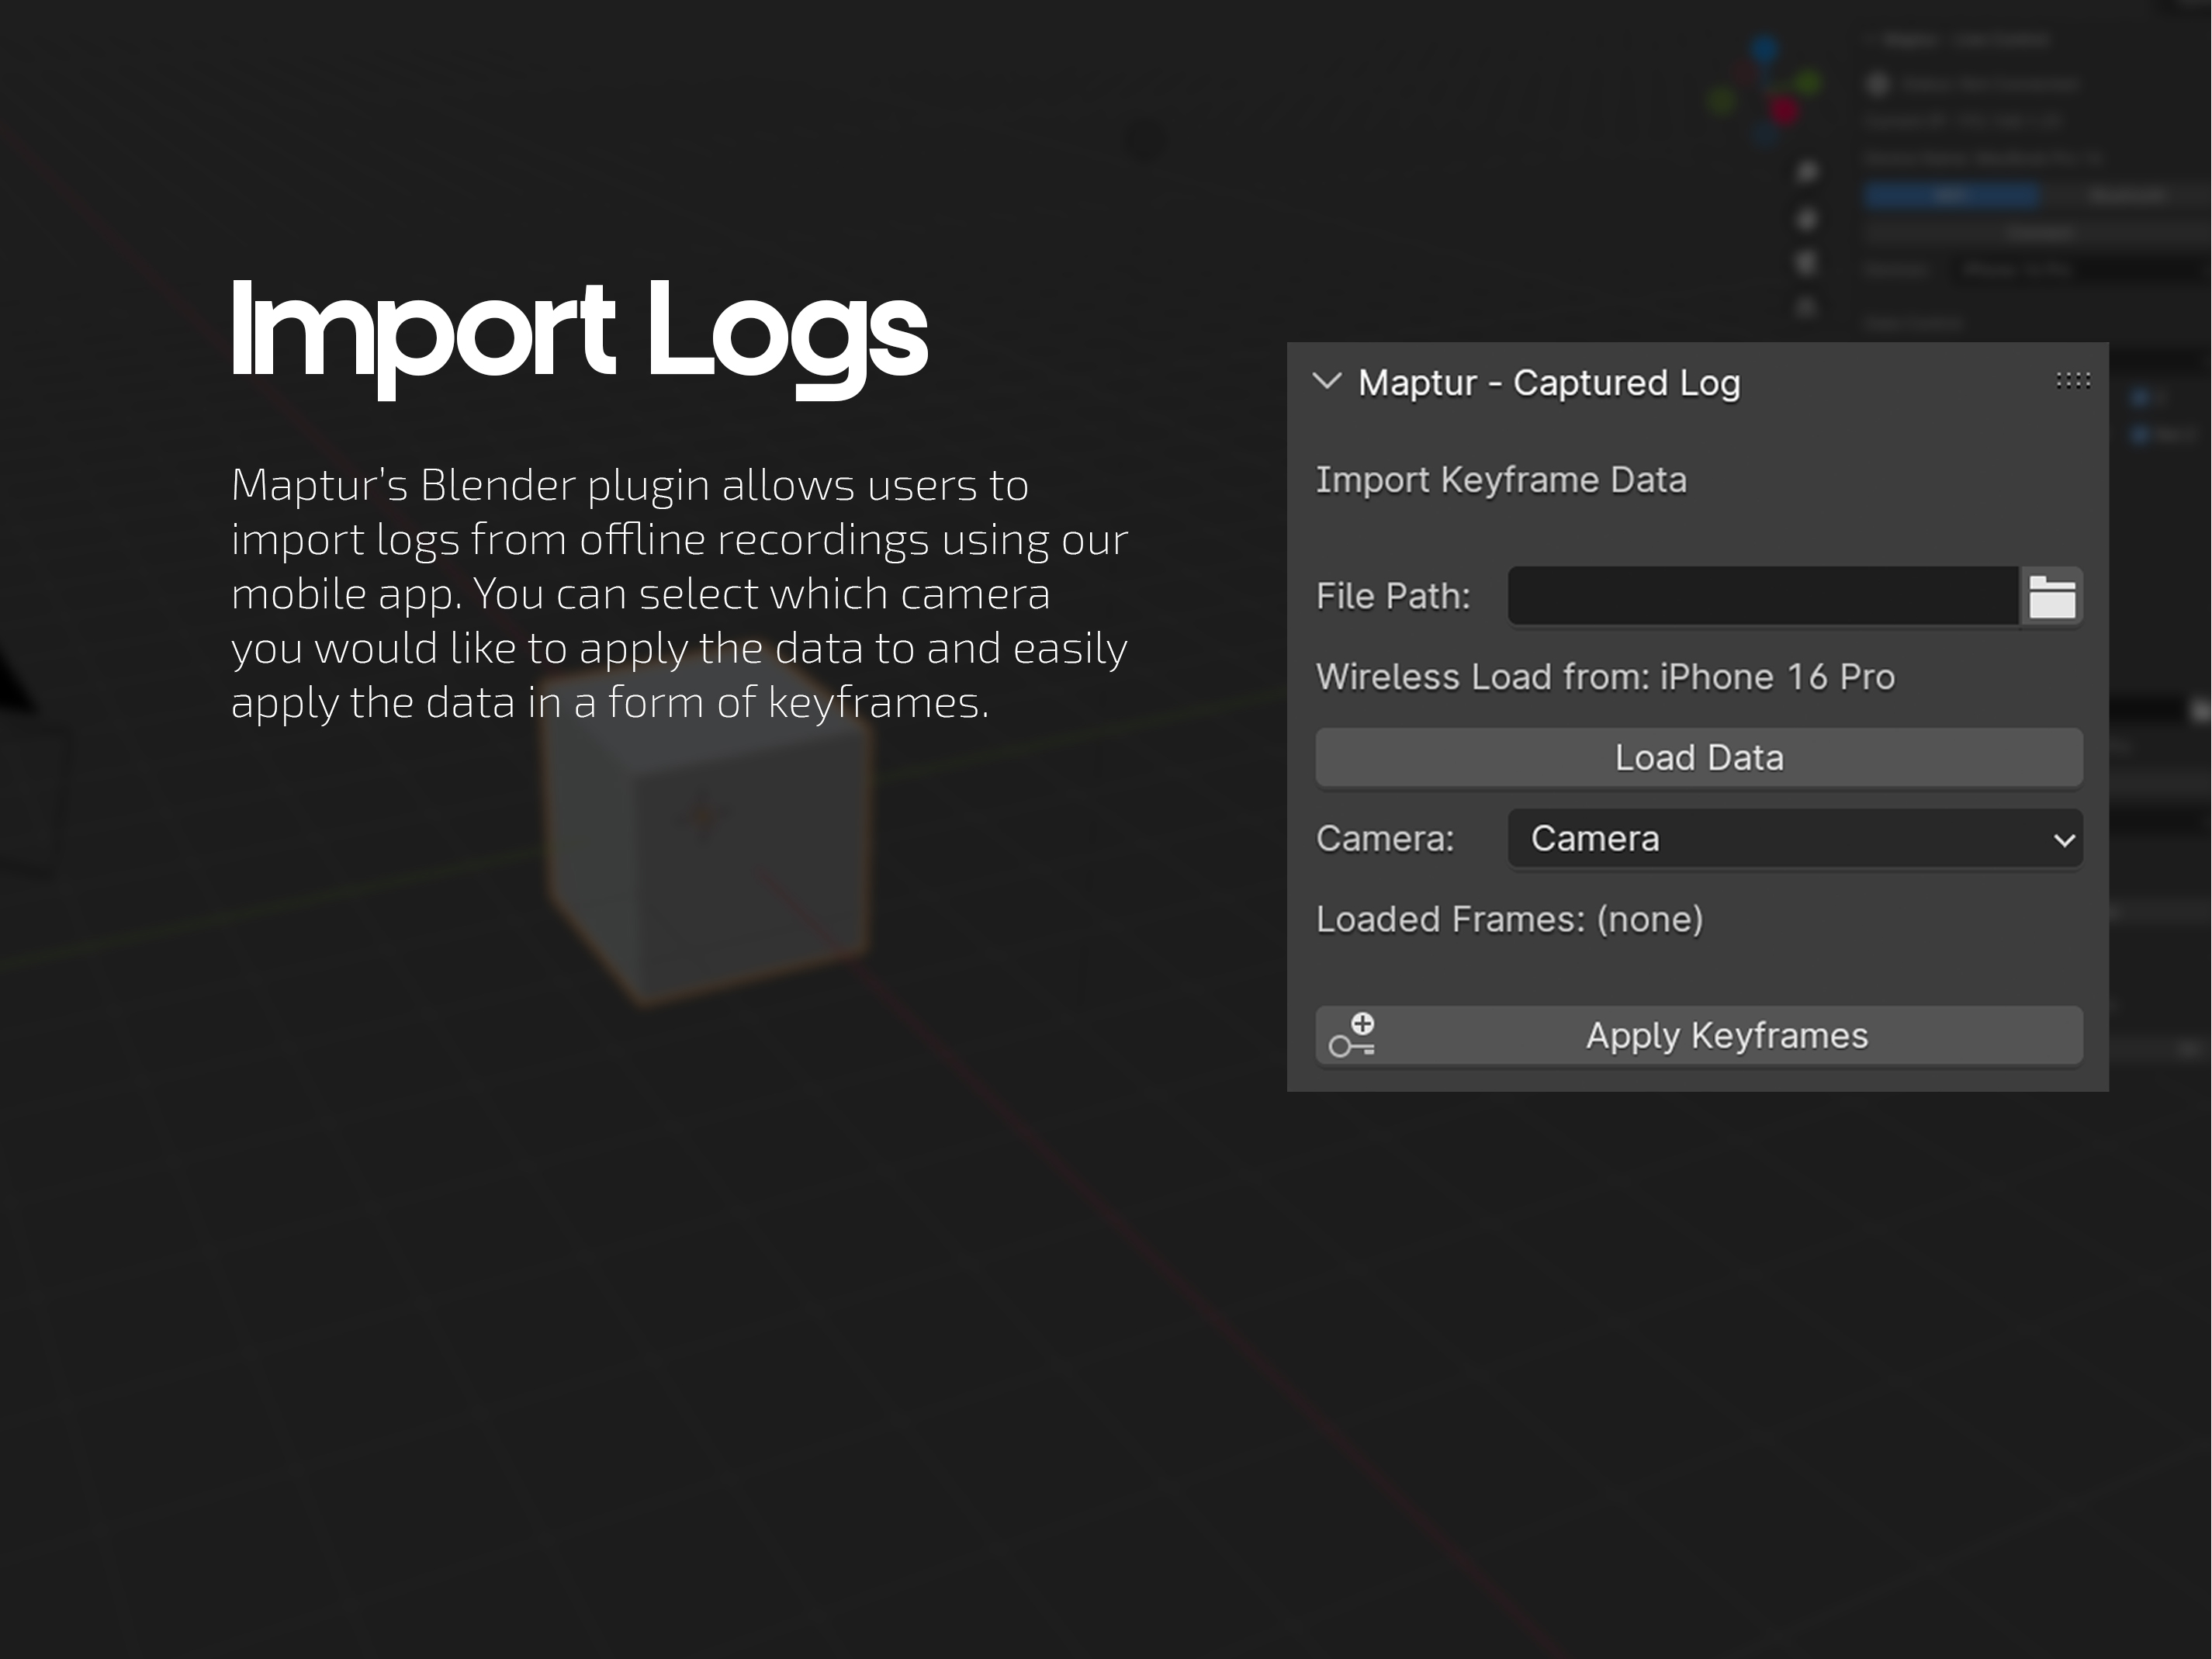 Import Logs
Maptur’s Blender plugin allows users to
import logs from offline recordings using our
mobile app. You can select which camera
you would like to apply the data to and easily
apply the data in a form of keyframes.
Maptur - Captured Log
Import Keyframe Data
File Path:
Wireless Load from: iPhone 16 Pro
Load Data
Camera: Camera
Loaded Frames: (none)
Apply Keyframes